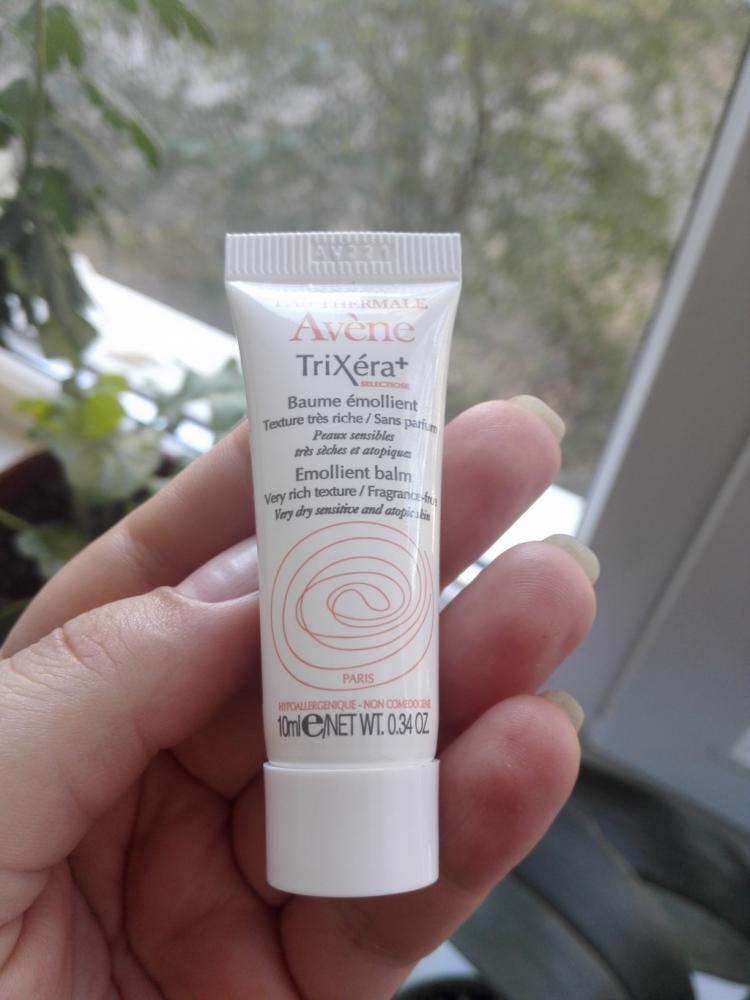 EAU THERMALE
Avène
TriXéra+
SELECTIOSE
Baume émollient
Texture très riche / Sans parfum
Peaux sensibles
très sèches et atopiques
Emollient balm
Very rich texture / Fragrance-free
Very dry sensitive and atopic skin
PARIS
HYPOALLERGENIQUE - NON COMEDOGENE
10ml e/NET WT. 0.34 OZ.